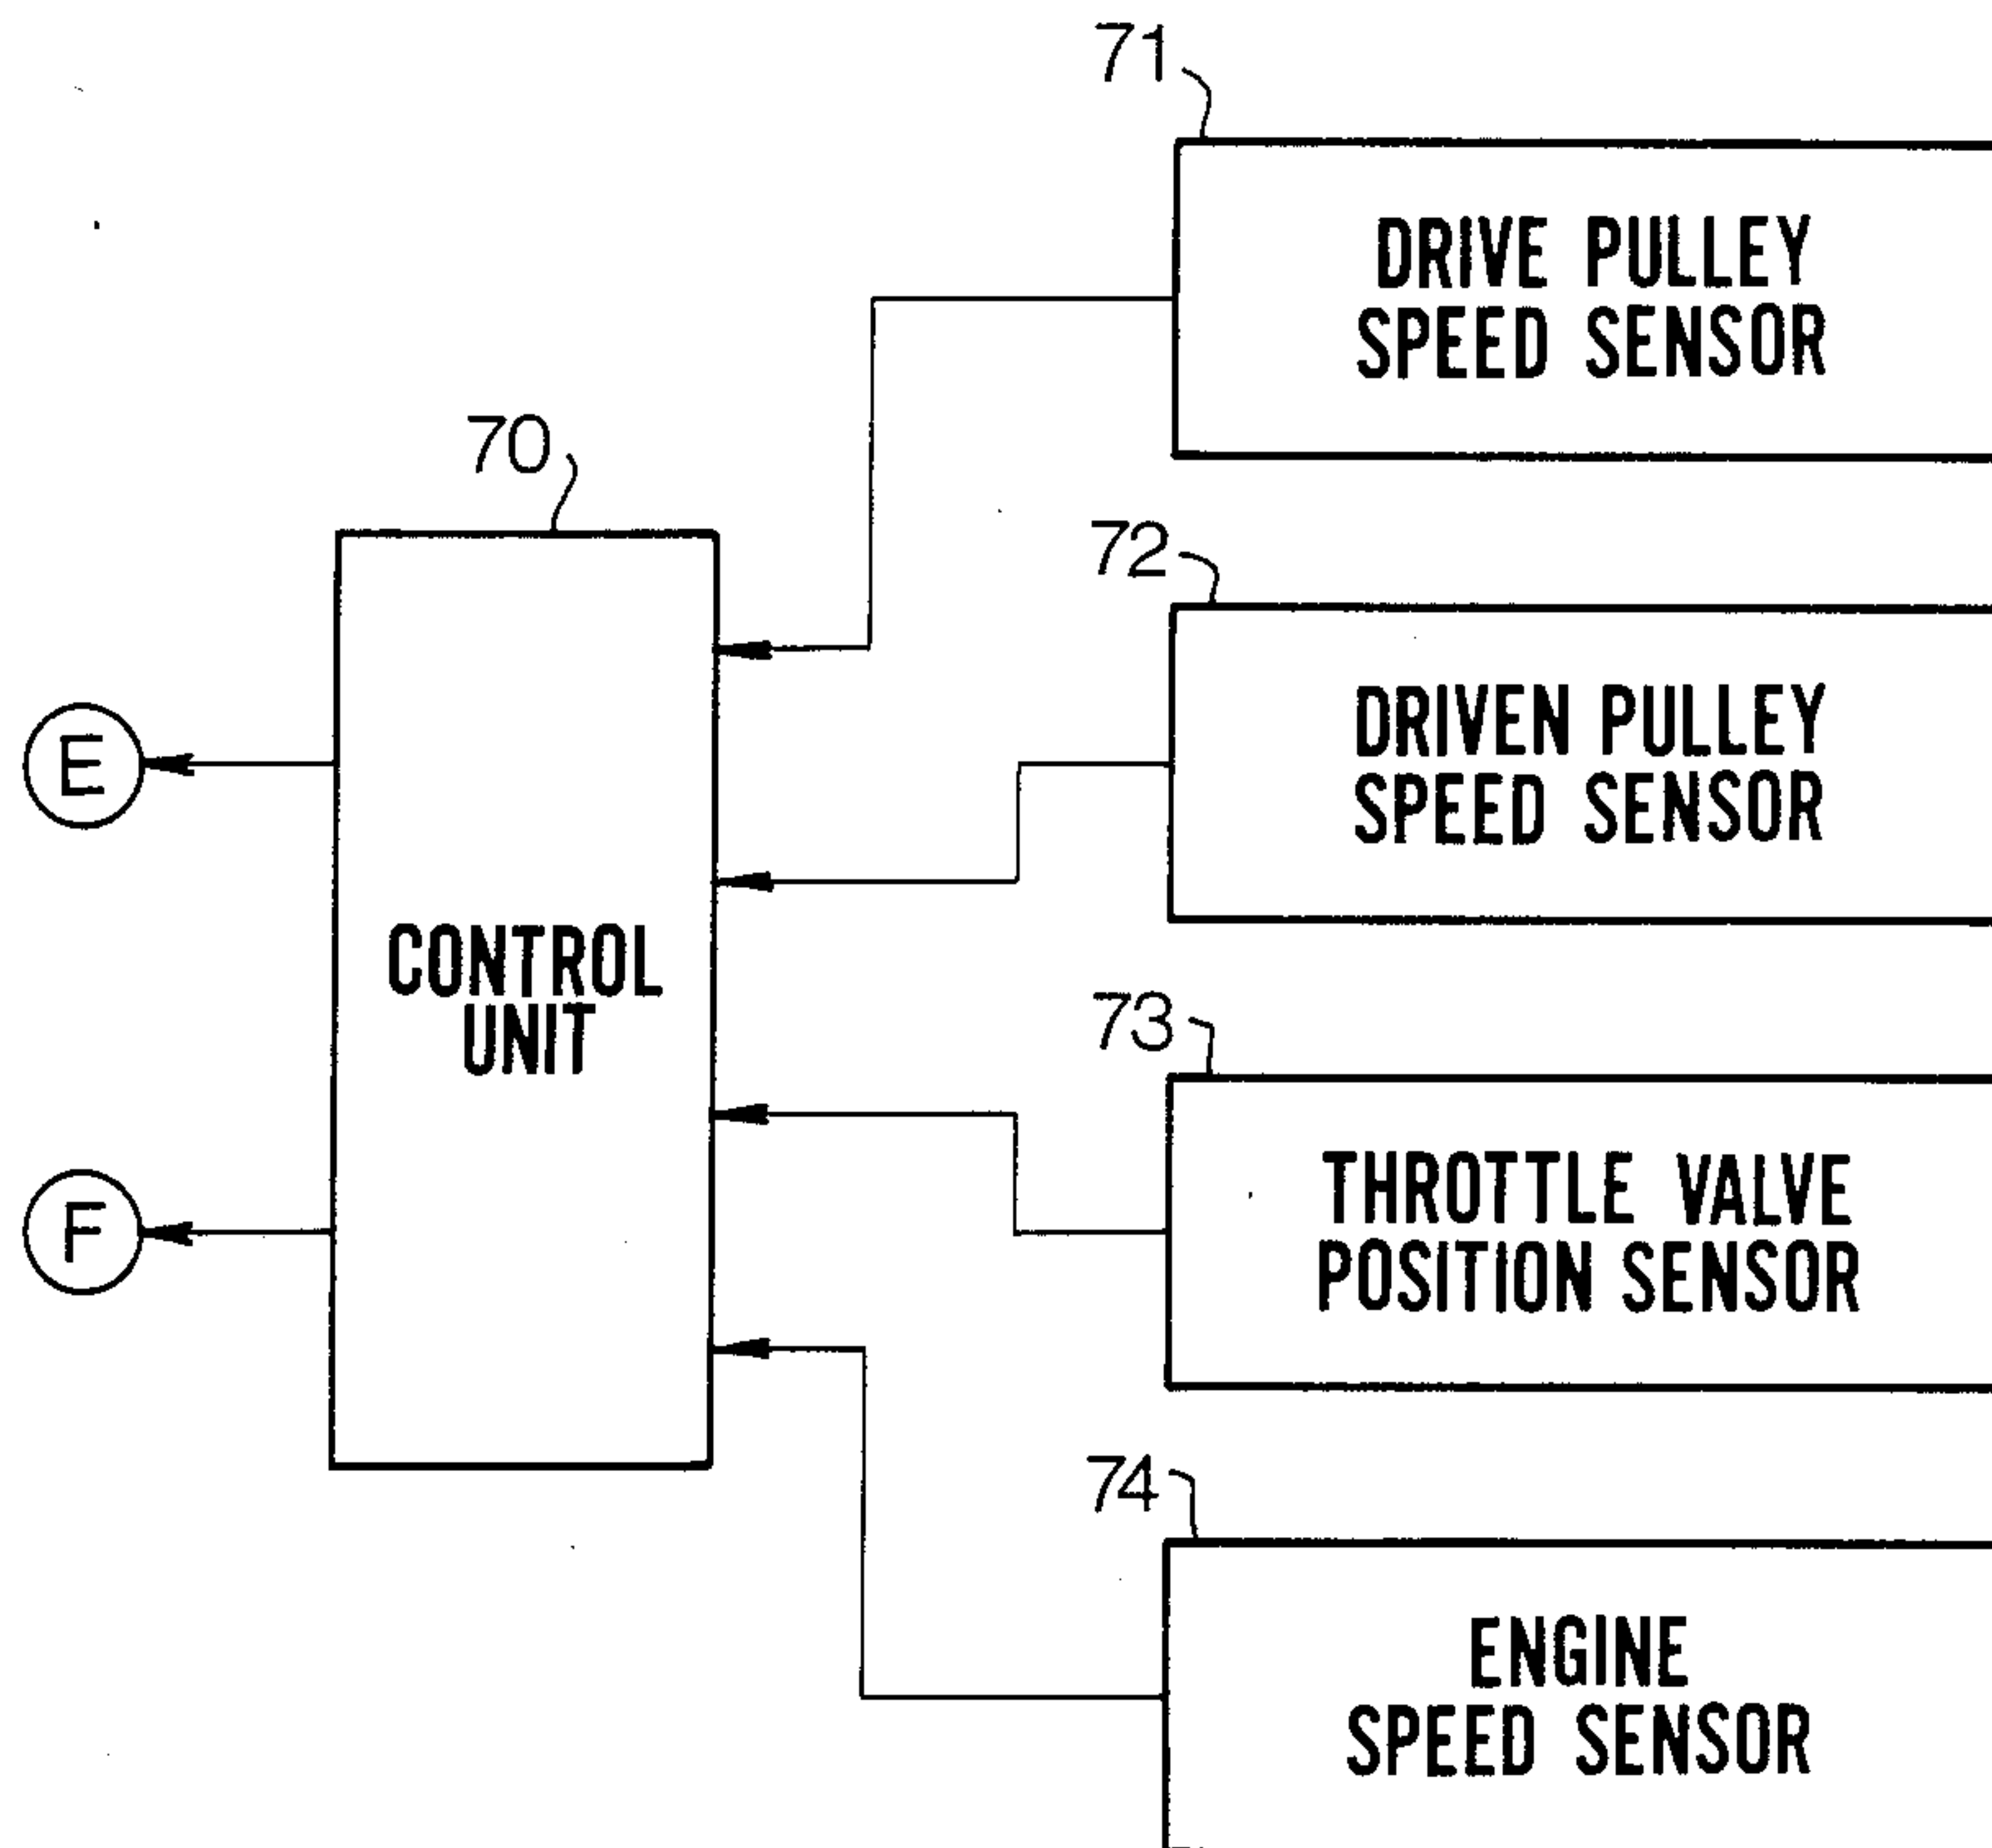 71
DRIVE PULLEY
SPEED SENSOR
70
72
DRIVEN PULLEY
SPEED SENSOR
E
CONTROL
UNIT
73
THROTTLE VALVE
POSITION SENSOR
F
74
ENGINE
SPEED SENSOR